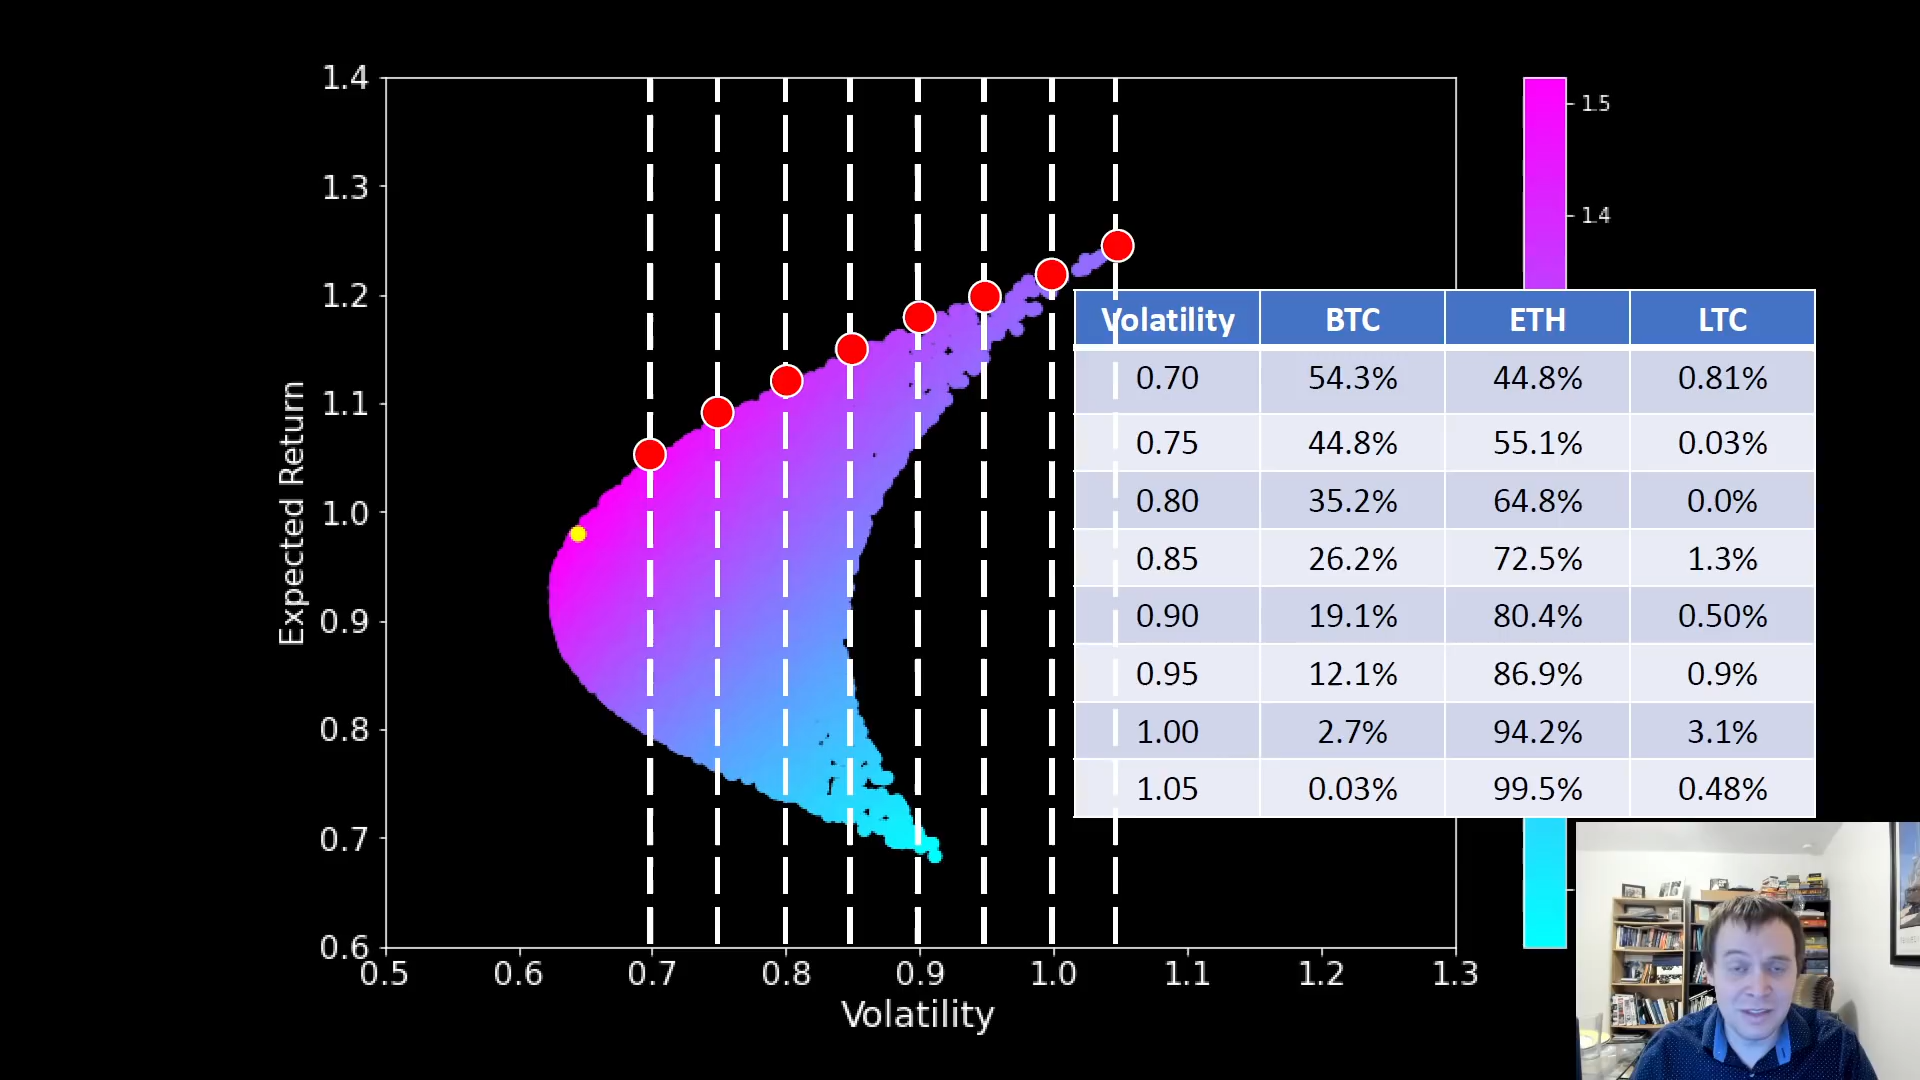 1.4
1.3
1.2
1.1
1.0
0.9
0.8
0.7
0.6
Expected Return
0.5 0.6 0.7 0.8 0.9 1.0 1.1 1.2 1.3
Volatility
1.5
1.4
Volatility BTC ETH LTC
0.70 54.3% 44.8% 0.81%
0.75 44.8% 55.1% 0.03%
0.80 35.2% 64.8% 0.0%
0.85 26.2% 72.5% 1.3%
0.90 19.1% 80.4% 0.50%
0.95 12.1% 86.9% 0.9%
1.00 2.7% 94.2% 3.1%
1.05 0.03% 99.5% 0.48%